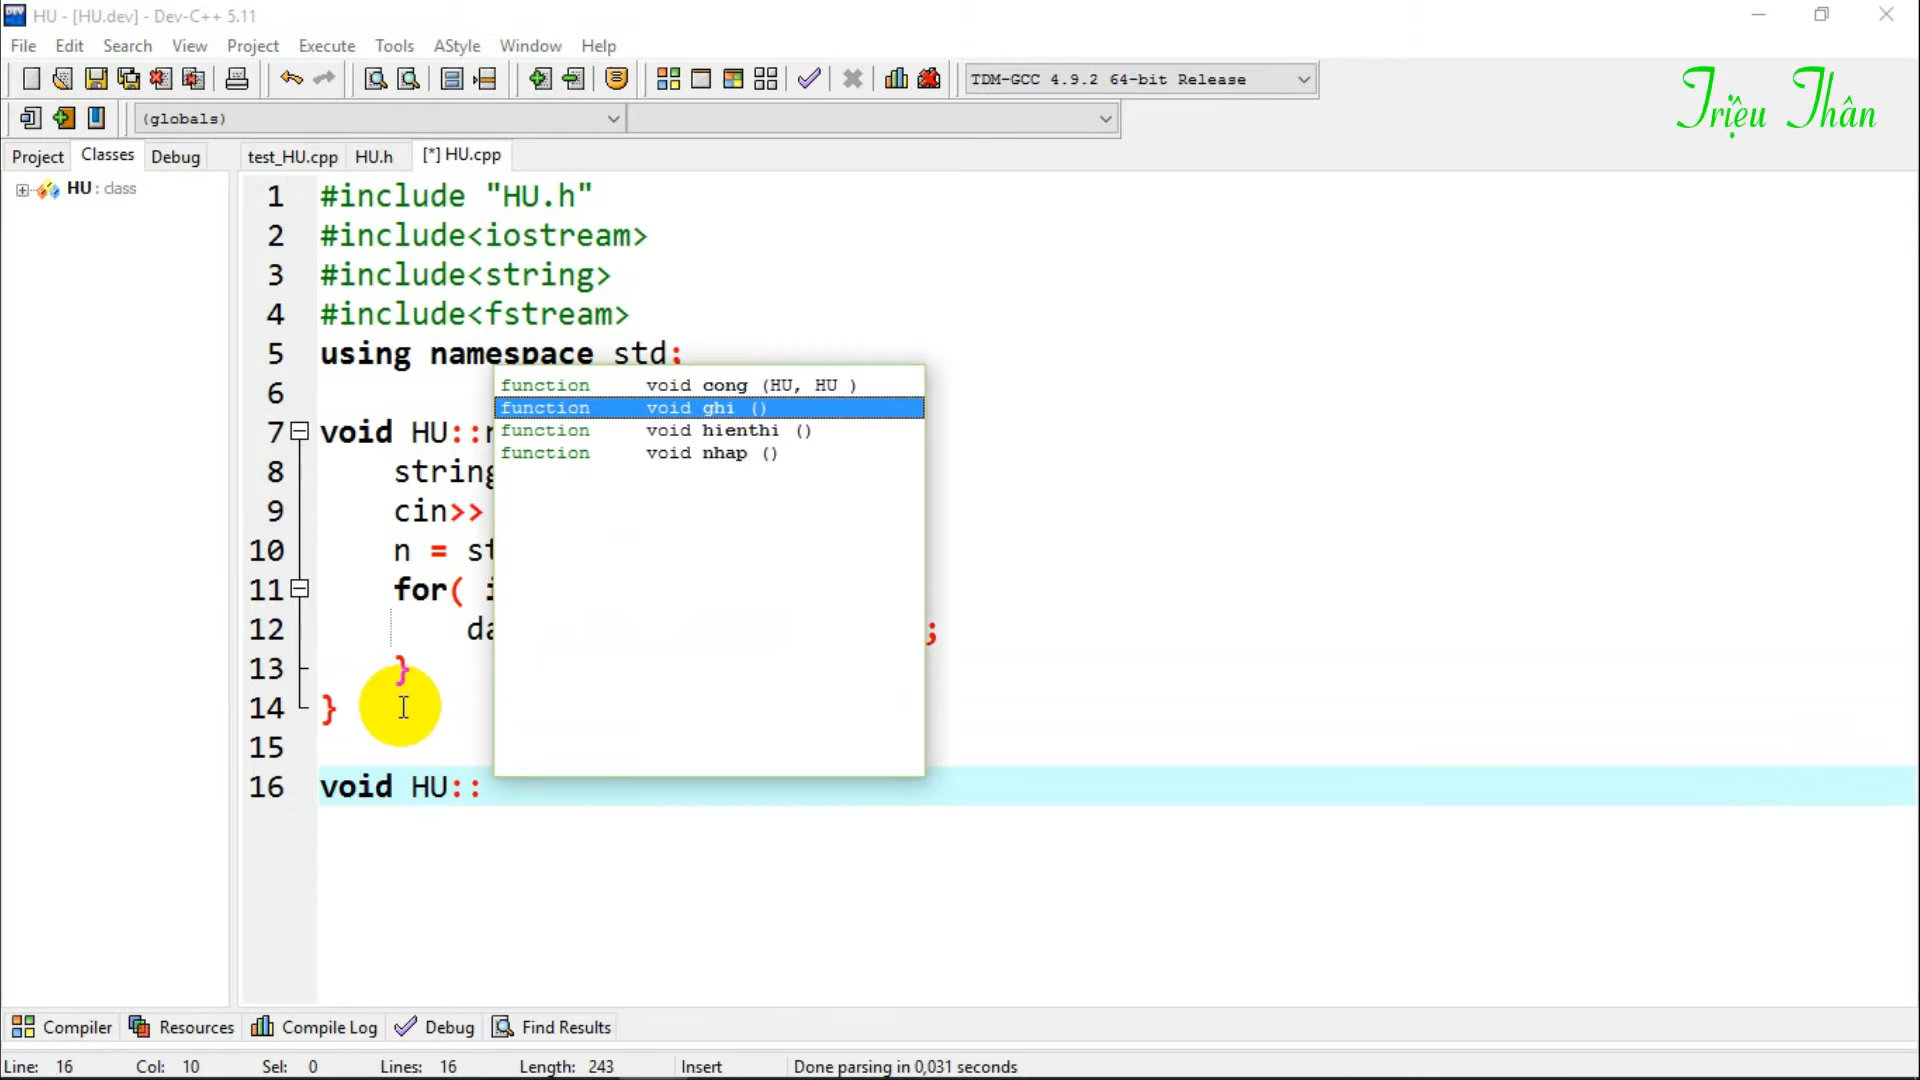 HU - [HU.dev] - Dev-C++ 5.11
File Edit Search View Project Execute Tools AStyle Window Help
TDM-GCC 4.9.2 64-bit Release
Triệu Thân
(globals)
Project Classes Debug test_HU.cpp HU.h [*] HU.cpp
HU : class
1 #include "HU.h"
2 #include<iostream>
3 #include<string>
4 #include<fstream>
5 using namespace std;
6
7 void HU::
8 string
9 cin>>
10 n = st
11 for( i
12 da ;
13 }
14 }
15
16 void HU::
function void cong (HU, HU )
function void ghi ()
function void hienthi ()
function void nhap ()
Compiler Resources Compile Log Debug Find Results
Line: 16 Col: 10 Sel: 0 Lines: 16 Length: 243 Insert Done parsing in 0,031 seconds